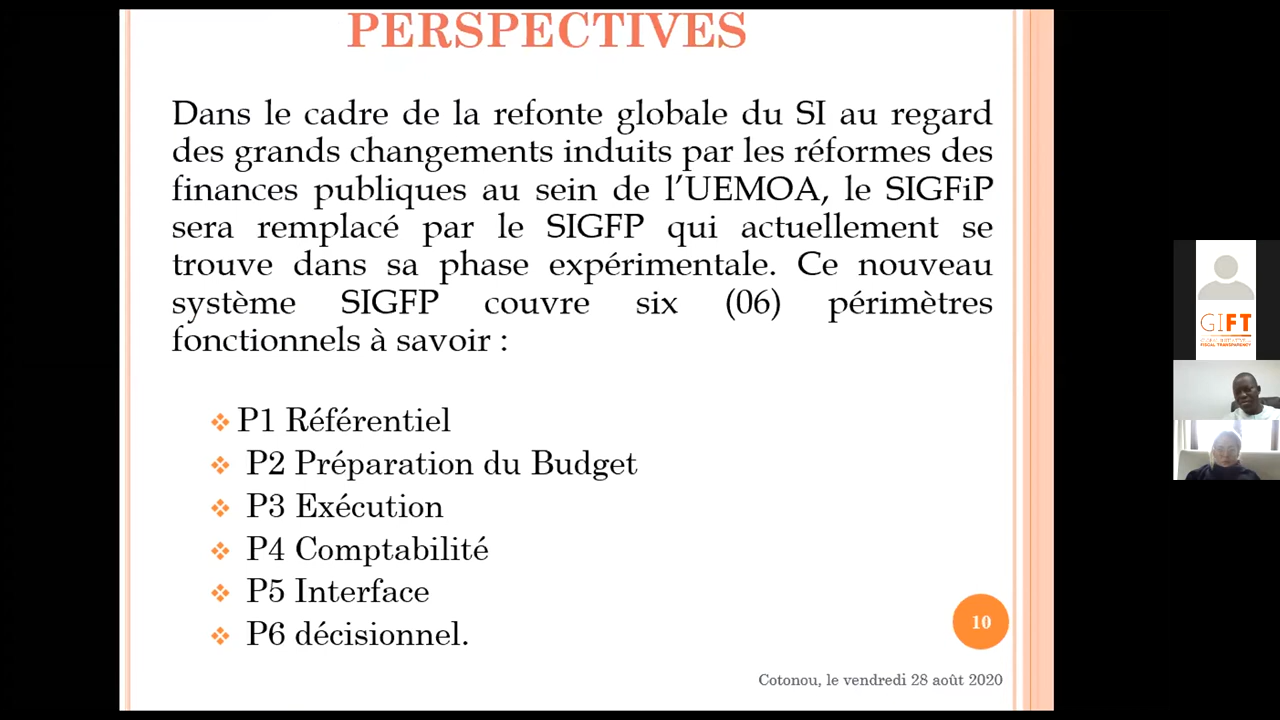 PERSPECTIVES
Dans le cadre de la refonte globale du SI au regard
des grands changements induits par les réformes des
finances publiques au sein de l’UEMOA, le SIGFiP
sera remplacé par le SIGFP qui actuellement se
trouve dans sa phase expérimentale. Ce nouveau
système SIGFP couvre six (06) périmètres
fonctionnels à savoir :
P1 Référentiel
P2 Préparation du Budget
P3 Exécution
P4 Comptabilité
P5 Interface
P6 décisionnel.
10
Cotonou, le vendredi 28 août 2020
GIFT
FISCAL TRANSPARENCY